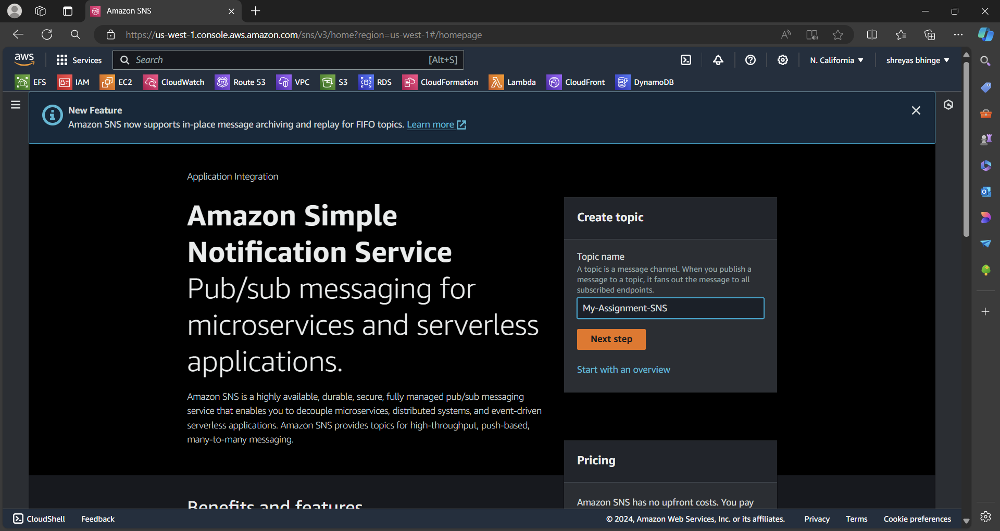 Amazon SNS
https://us-west-1.console.aws.amazon.com/sns/v3/home?region=us-west-1#/homepage
aws
Services
Search
[Alt+S]
N. California
shreyas bhinge
EFS
IAM
EC2
CloudWatch
Route 53
VPC
S3
RDS
CloudFormation
Lambda
CloudFront
DynamoDB
New Feature
Amazon SNS now supports in-place message archiving and replay for FIFO topics. Learn more
Application Integration
Amazon Simple
Notification Service
Pub/sub messaging for
microservices and serverless
applications.
Amazon SNS is a highly available, durable, secure, fully managed pub/sub messaging
service that enables you to decouple microservices, distributed systems, and event-driven
serverless applications. Amazon SNS provides topics for high-throughput, push-based,
many-to-many messaging.
Create topic
Topic name
A topic is a message channel. When you publish a
message to a topic, it fans out the message to all
subscribed endpoints.
My-Assignment-SNS
Next step
Start with an overview
Pricing
Amazon SNS has no upfront costs. You pay
Benefits and features
CloudShell
Feedback
© 2024, Amazon Web Services, Inc. or its affiliates.
Privacy
Terms
Cookie preferences